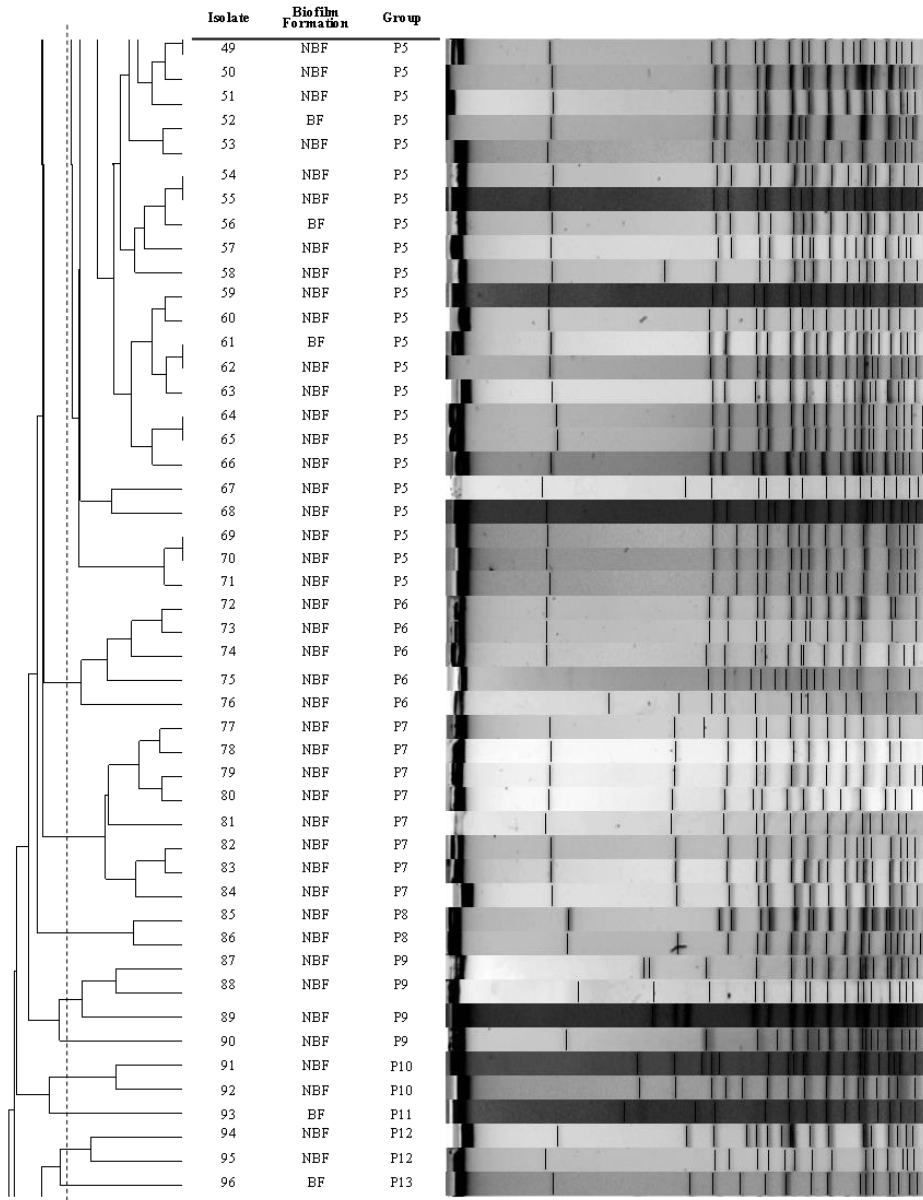 Isolate Biofilm Formation Group
49 NBF P5
50 NBF P5
51 NBF P5
52 BF P5
53 NBF P5
54 NBF P5
55 NBF P5
56 BF P5
57 NBF P5
58 NBF P5
59 NBF P5
60 NBF P5
61 BF P5
62 NBF P5
63 NBF P5
64 NBF P5
65 NBF P5
66 NBF P5
67 NBF P5
68 NBF P5
69 NBF P5
70 NBF P5
71 NBF P5
72 NBF P6
73 NBF P6
74 NBF P6
75 NBF P6
76 NBF P6
77 NBF P7
78 NBF P7
79 NBF P7
80 NBF P7
81 NBF P7
82 NBF P7
83 NBF P7
84 NBF P7
85 NBF P8
86 NBF P8
87 NBF P9
88 NBF P9
89 NBF P9
90 NBF P9
91 NBF P10
92 NBF P10
93 BF P11
94 NBF P12
95 NBF P12
96 BF P13